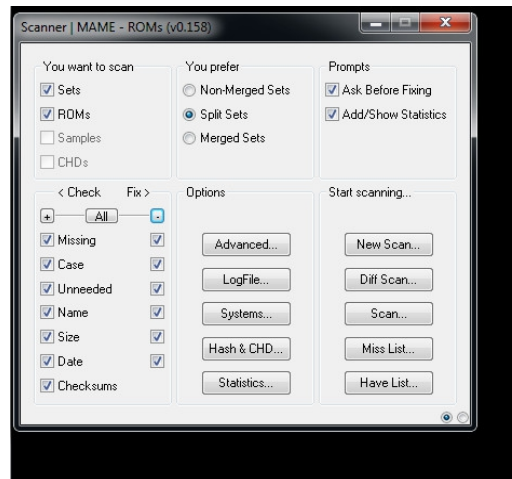 Scanner | MAME - ROMs (v0.158)
You want to scan
Sets
ROMs
Samples
CHDs
You prefer
Non-Merged Sets
Split Sets
Merged Sets
Prompts
Ask Before Fixing
Add/Show Statistics
< Check Fix >
+ All -
Missing
Case
Unneeded
Name
Size
Date
Checksums
Options
Advanced...
LogFile...
Systems...
Hash & CHD...
Statistics...
Start scanning...
New Scan...
Diff Scan...
Scan...
Miss List...
Have List...